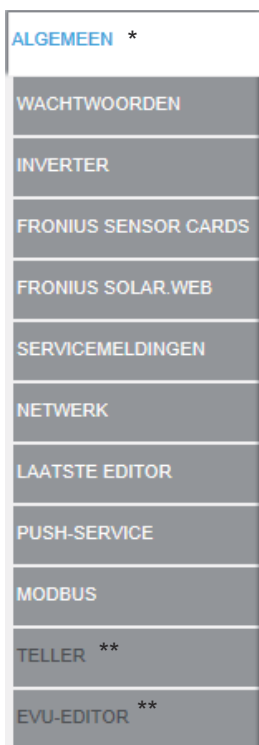 ALGEMEEN *
WACHTWOORDEN
INVERTER
FRONIUS SENSOR CARDS
FRONIUS SOLAR.WEB
SERVICEMELDINGEN
NETWERK
LAATSTE EDITOR
PUSH-SERVICE
MODBUS
TELLER **
EVU-EDITOR **